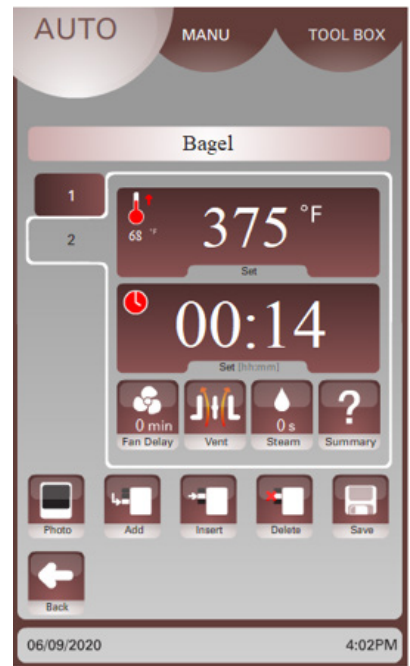 AUTO
MANU
TOOL BOX
Bagel
1
2
68 °F
375 °F
Set
00:14
Set [hh:mm]
0 min
Fan Delay
Vent
0 s
Steam
?
Summary
Photo
Add
Insert
Delete
Save
Back
06/09/2020
4:02PM